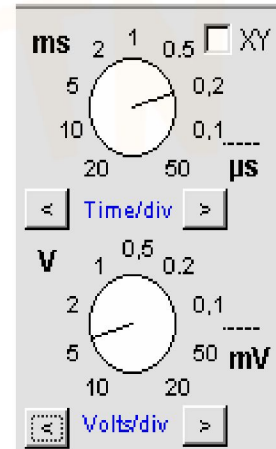 ms 2 1 0.5 XY
5 0,2
10 0,1
20 50 µs
< Time/div >
V 1 0,5 0.2
2 0,1
5 50 mV
10 20
< Volts/div >